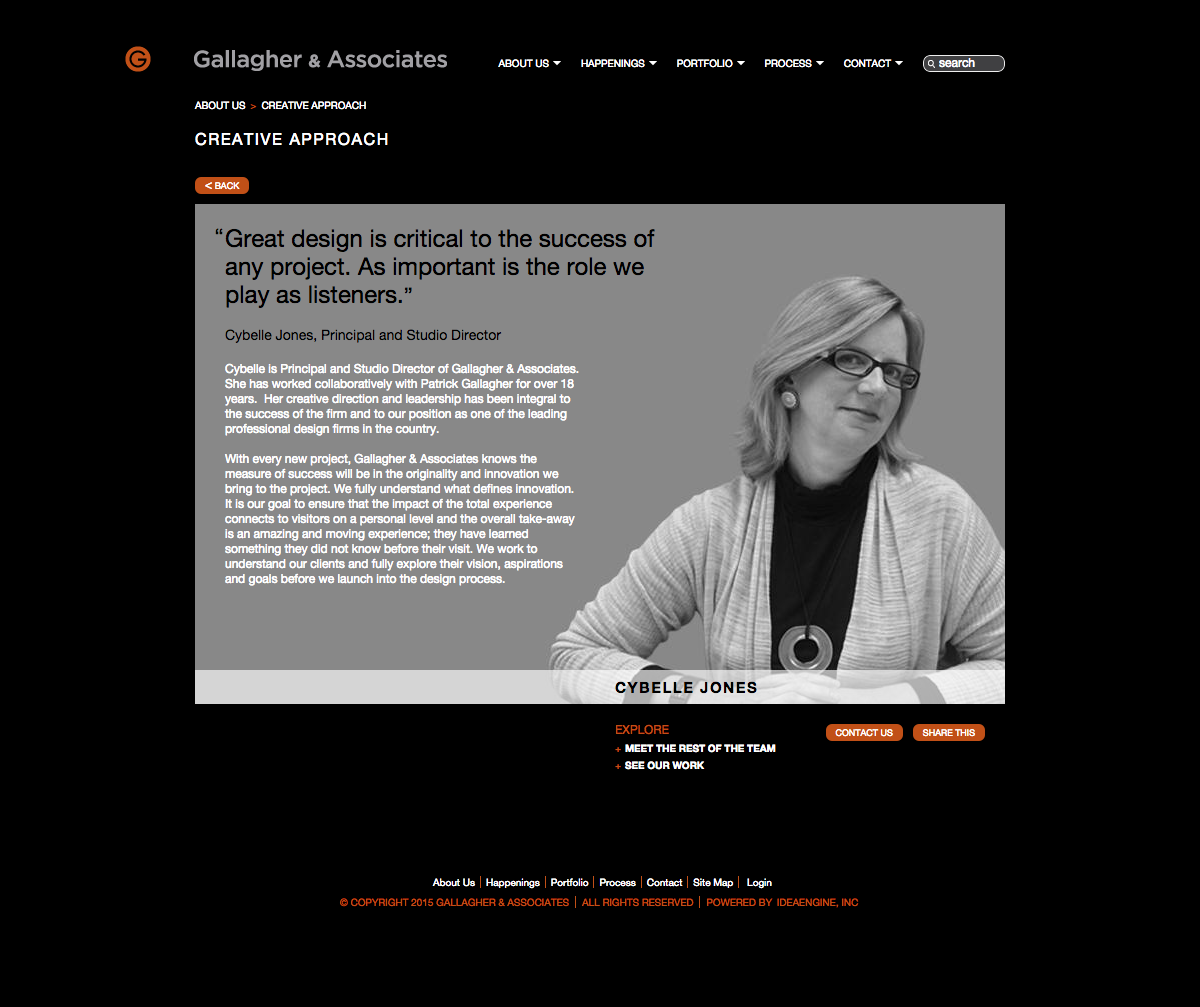 G
Gallagher & Associates
ABOUT US HAPPENINGS PORTFOLIO PROCESS CONTACT search
ABOUT US > CREATIVE APPROACH
CREATIVE APPROACH
< BACK
“Great design is critical to the success of
any project. As important is the role we
play as listeners.”
Cybelle Jones, Principal and Studio Director
Cybelle is Principal and Studio Director of Gallagher & Associates.
She has worked collaboratively with Patrick Gallagher for over 18
years.  Her creative direction and leadership has been integral to
the success of the firm and to our position as one of the leading
professional design firms in the country.
With every new project, Gallagher & Associates knows the
measure of success will be in the originality and innovation we
bring to the project. We fully understand what defines innovation.
It is our goal to ensure that the impact of the total experience
connects to visitors on a personal level and the overall take-away
is an amazing and moving experience; they have learned
something they did not know before their visit. We work to
understand our clients and fully explore their vision, aspirations
and goals before we launch into the design process.
CYBELLE JONES
EXPLORE
+ MEET THE REST OF THE TEAM
+ SEE OUR WORK
CONTACT US SHARE THIS
About Us | Happenings | Portfolio | Process | Contact | Site Map | Login
© COPYRIGHT 2015 GALLAGHER & ASSOCIATES | ALL RIGHTS RESERVED | POWERED BY IDEAENGINE, INC